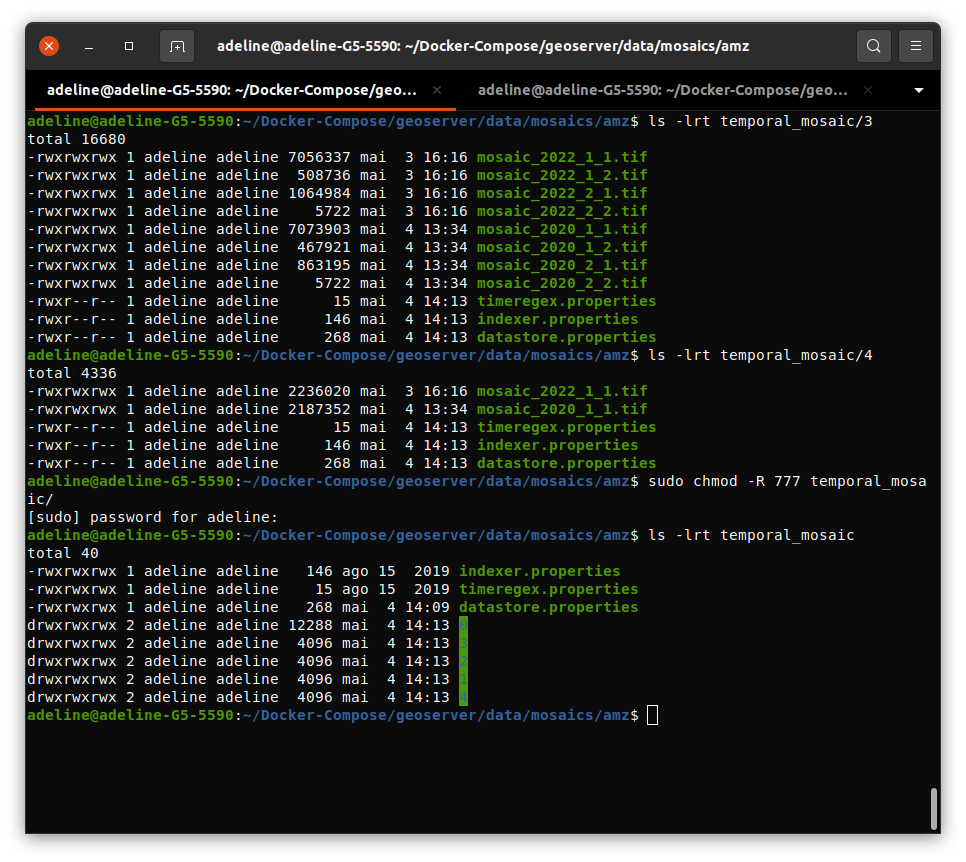 adeline@adeline-G5-5590: ~/Docker-Compose/geoserver/data/mosaics/amz
adeline@adeline-G5-5590: ~/Docker-Compose/geo...
adeline@adeline-G5-5590: ~/Docker-Compose/geo...
adeline@adeline-G5-5590:~/Docker-Compose/geoserver/data/mosaics/amz$ ls -lrt temporal_mosaic/3
total 16680
-rwxrwxrwx 1 adeline adeline 7056337 mai  3 16:16 mosaic_2022_1_1.tif
-rwxrwxrwx 1 adeline adeline  508736 mai  3 16:16 mosaic_2022_1_2.tif
-rwxrwxrwx 1 adeline adeline 1064984 mai  3 16:16 mosaic_2022_2_1.tif
-rwxrwxrwx 1 adeline adeline    5722 mai  3 16:16 mosaic_2022_2_2.tif
-rwxrwxrwx 1 adeline adeline 7073903 mai  4 13:34 mosaic_2020_1_1.tif
-rwxrwxrwx 1 adeline adeline  467921 mai  4 13:34 mosaic_2020_1_2.tif
-rwxrwxrwx 1 adeline adeline  863195 mai  4 13:34 mosaic_2020_2_1.tif
-rwxrwxrwx 1 adeline adeline    5722 mai  4 13:34 mosaic_2020_2_2.tif
-rwxr--r-- 1 adeline adeline      15 mai  4 14:13 timeregex.properties
-rwxr--r-- 1 adeline adeline     146 mai  4 14:13 indexer.properties
-rwxr--r-- 1 adeline adeline     268 mai  4 14:13 datastore.properties
adeline@adeline-G5-5590:~/Docker-Compose/geoserver/data/mosaics/amz$ ls -lrt temporal_mosaic/4
total 4336
-rwxrwxrwx 1 adeline adeline 2236020 mai  3 16:16 mosaic_2022_1_1.tif
-rwxrwxrwx 1 adeline adeline 2187352 mai  4 13:34 mosaic_2020_1_1.tif
-rwxr--r-- 1 adeline adeline      15 mai  4 14:13 timeregex.properties
-rwxr--r-- 1 adeline adeline     146 mai  4 14:13 indexer.properties
-rwxr--r-- 1 adeline adeline     268 mai  4 14:13 datastore.properties
adeline@adeline-G5-5590:~/Docker-Compose/geoserver/data/mosaics/amz$ sudo chmod -R 777 temporal_mosa
ic/
[sudo] password for adeline:
adeline@adeline-G5-5590:~/Docker-Compose/geoserver/data/mosaics/amz$ ls -lrt temporal_mosaic
total 40
-rwxrwxrwx 1 adeline adeline   146 ago 15  2019 indexer.properties
-rwxrwxrwx 1 adeline adeline    15 ago 15  2019 timeregex.properties
-rwxrwxrwx 1 adeline adeline   268 mai  4 14:09 datastore.properties
drwxrwxrwx 2 adeline adeline 12288 mai  4 14:13
drwxrwxrwx 2 adeline adeline  4096 mai  4 14:13 3
drwxrwxrwx 2 adeline adeline  4096 mai  4 14:13 2
drwxrwxrwx 2 adeline adeline  4096 mai  4 14:13 1
drwxrwxrwx 2 adeline adeline  4096 mai  4 14:13 4
adeline@adeline-G5-5590:~/Docker-Compose/geoserver/data/mosaics/amz$